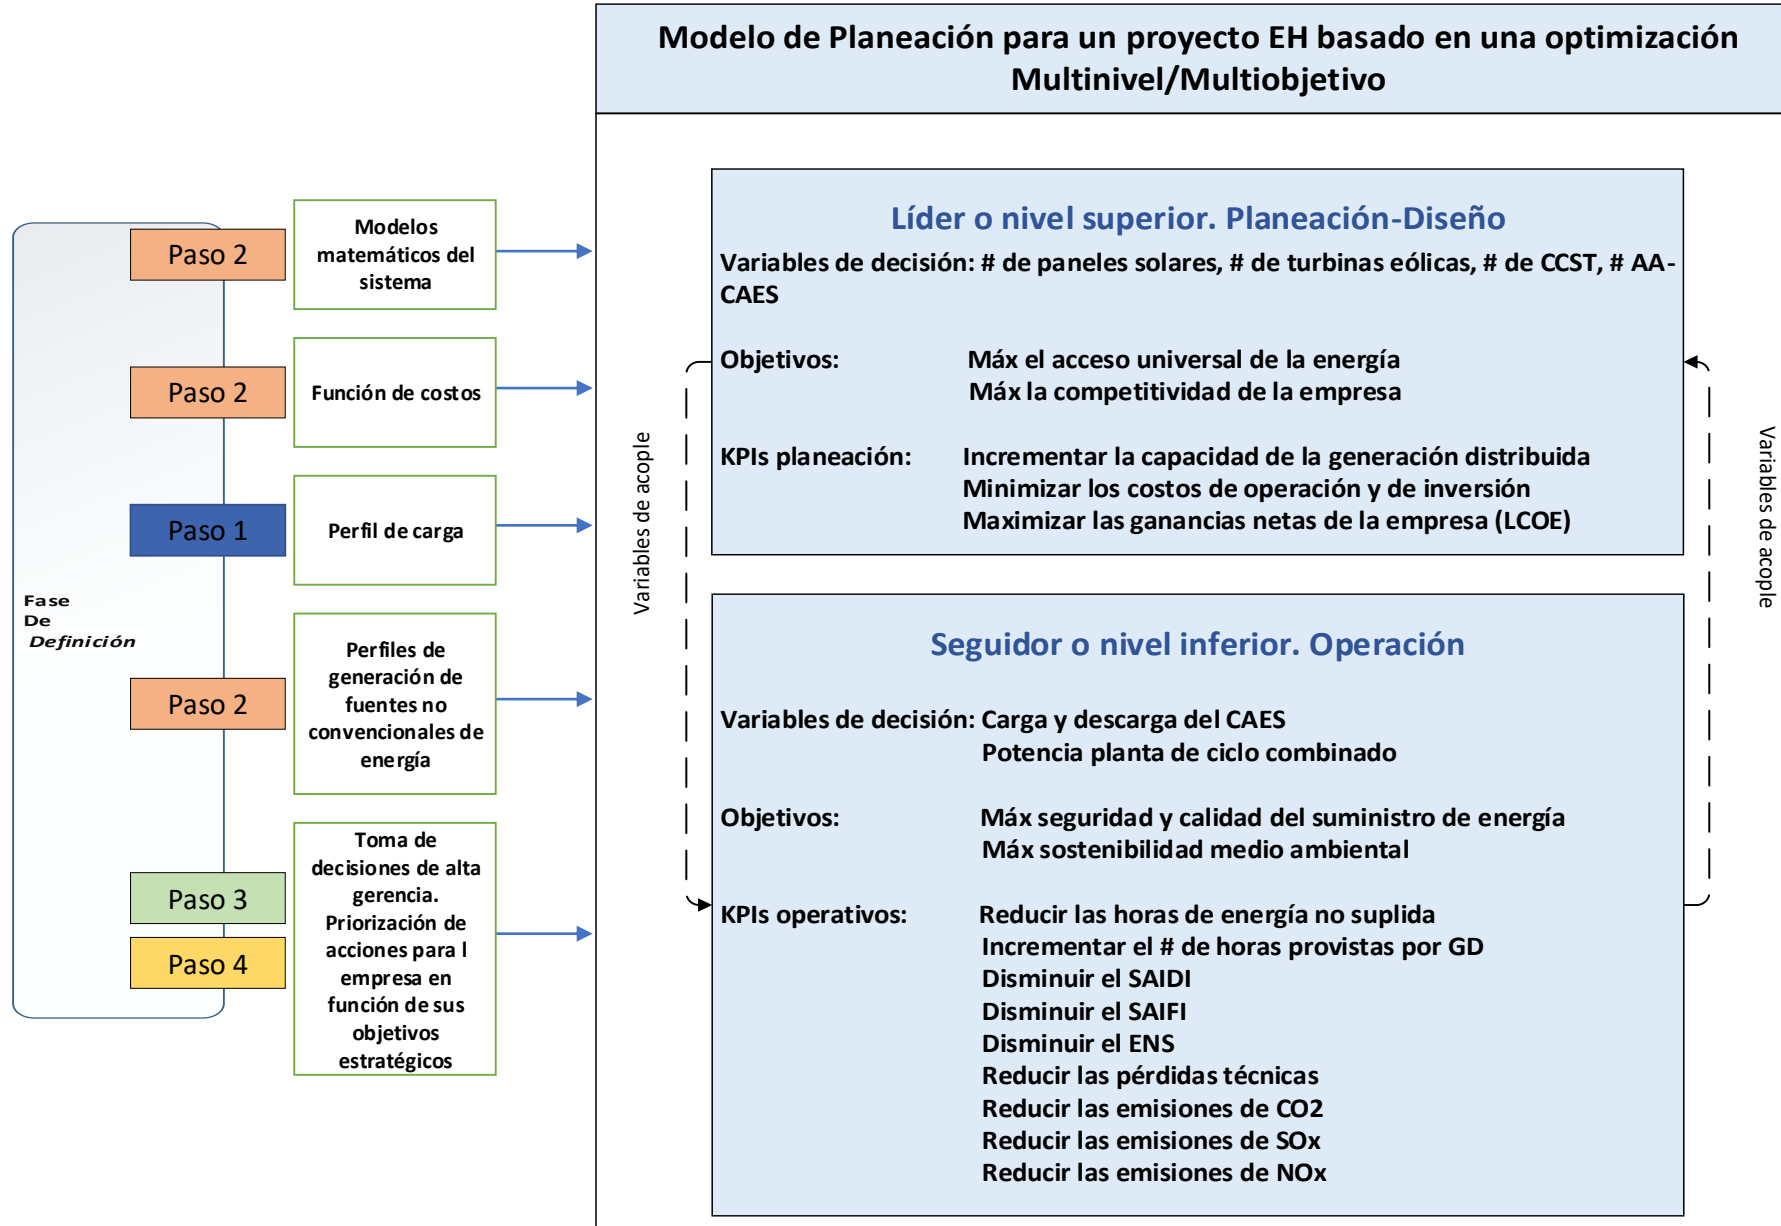 Modelo de Planeación para un proyecto EH basado en una optimización
Multinivel/Multiobjetivo
Fase
De
Definición
Paso 2
Modelos
matemáticos del
sistema
Paso 2
Función de costos
Paso 1
Perfil de carga
Paso 2
Perfiles de
generación de
fuentes no
convencionales de
energía
Paso 3
Paso 4
Toma de
decisiones de alta
gerencia.
Priorización de
acciones para l
empresa en
función de sus
objetivos
estratégicos
Variables de acople
Líder o nivel superior. Planeación-Diseño
Variables de decisión: # de paneles solares, # de turbinas eólicas, # de CCST, # AA-
CAES
Objetivos: Máx el acceso universal de la energía
Máx la competitividad de la empresa
KPIs planeación: Incrementar la capacidad de la generación distribuida
Minimizar los costos de operación y de inversión
Maximizar las ganancias netas de la empresa (LCOE)
Seguidor o nivel inferior. Operación
Variables de decisión: Carga y descarga del CAES
Potencia planta de ciclo combinado
Objetivos: Máx seguridad y calidad del suministro de energía
Máx sostenibilidad medio ambiental
KPIs operativos: Reducir las horas de energía no suplida
Incrementar el # de horas provistas por GD
Disminuir el SAIDI
Disminuir el SAIFI
Disminuir el ENS
Reducir las pérdidas técnicas
Reducir las emisiones de CO2
Reducir las emisiones de SOx
Reducir las emisiones de NOx
Variables de acople